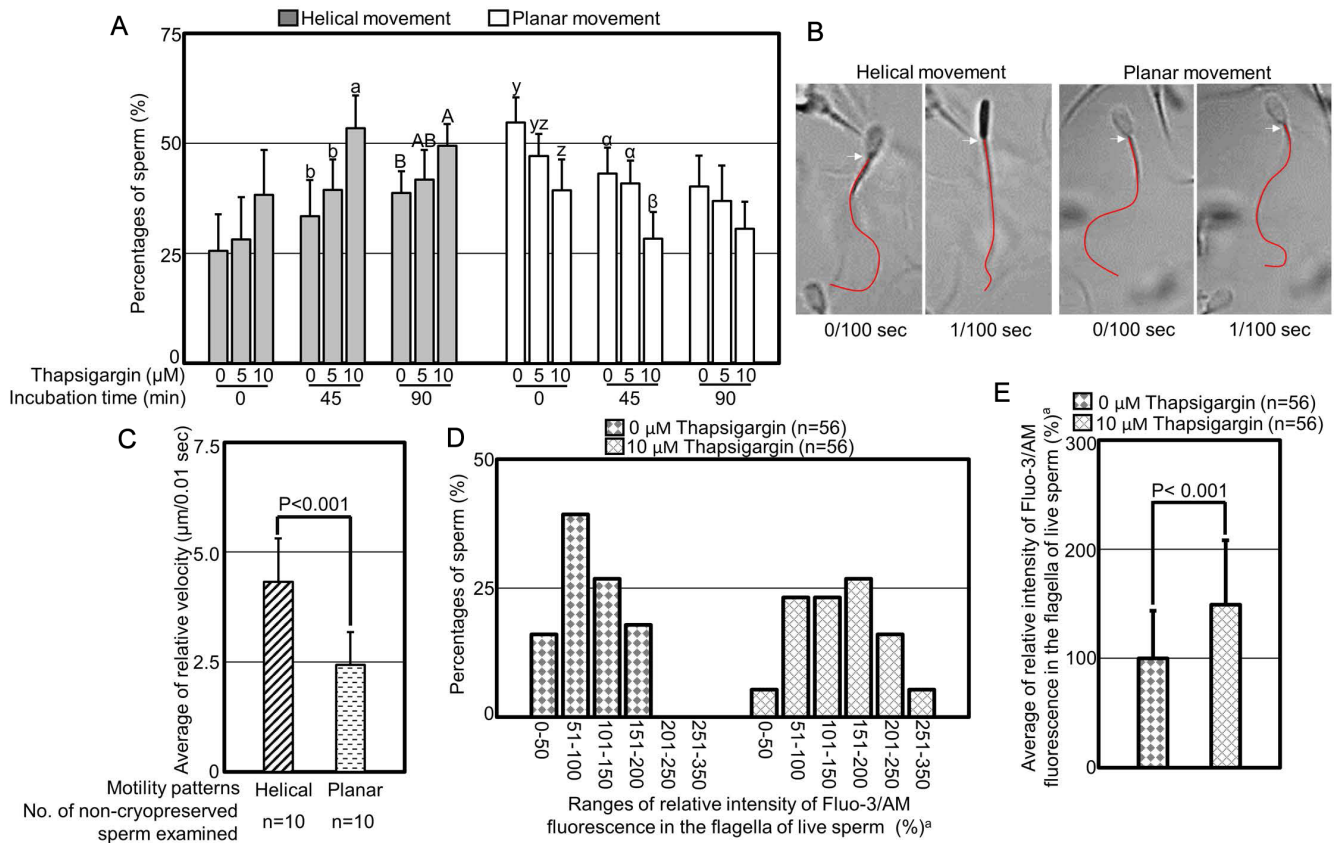 A
Helical movement
Planar movement
Percentages of sperm (%)
75
50
25
0
b
b
a
B
AB
A
y
yz
z
α
α
β
Thapsigargin (µM)
0 5 10 0 5 10 0 5 10 0 5 10 0 5 10 0 5 10
Incubation time (min)
0 45 90 0 45 90
B
Helical movement
Planar movement
0/100 sec
1/100 sec
0/100 sec
1/100 sec
C
Average of relative velocity (µm/0.01 sec)
7.5
5.0
2.5
0
P<0.001
Motility patterns
Helical
Planar
No. of non-cryopreserved
sperm examined
n=10
n=10
D
0 µM Thapsigargin (n=56)
10 µM Thapsigargin (n=56)
Percentages of sperm (%)
50
25
0
0-50
51-100
101-150
151-200
201-250
251-350
0-50
51-100
101-150
151-200
201-250
251-350
Ranges of relative intensity of Fluo-3/AM
fluorescence in the flagella of live sperm (%)ᵃ
E
0 µM Thapsigargin (n=56)
10 µM Thapsigargin (n=56)
Average of relative intensity of Fluo-3/AM
fluorescence in the flagella of live sperm (%)ᵃ
300
200
100
0
P< 0.001